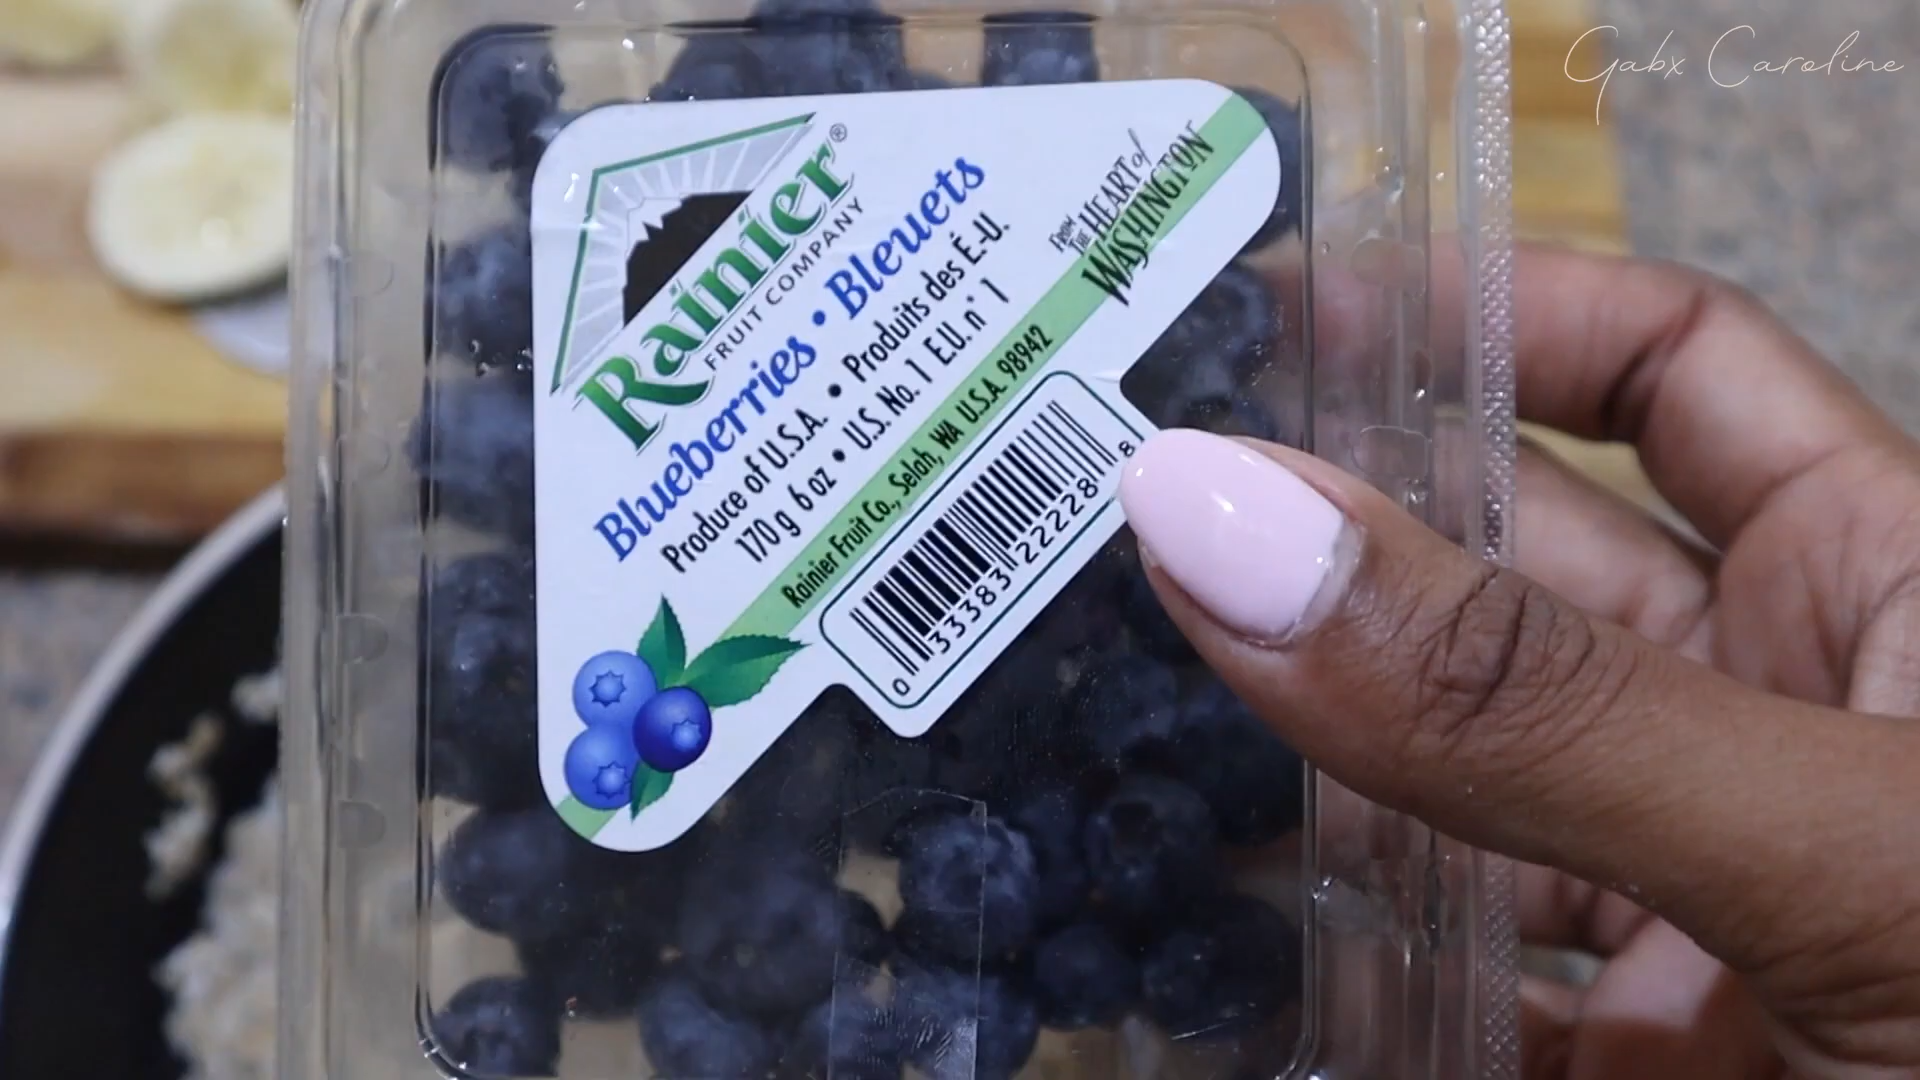 Gabx Caroline
Rainier®
FRUIT COMPANY
Blueberries • Bleuets
Produce of U.S.A. • Produits des É.-U.
170 g 6 oz • U.S. No. 1 E.U. n° 1
FROM THE HEART of
WASHINGTON
Rainier Fruit Co., Selah, WA U.S.A. 98942
0 33383 22228 8